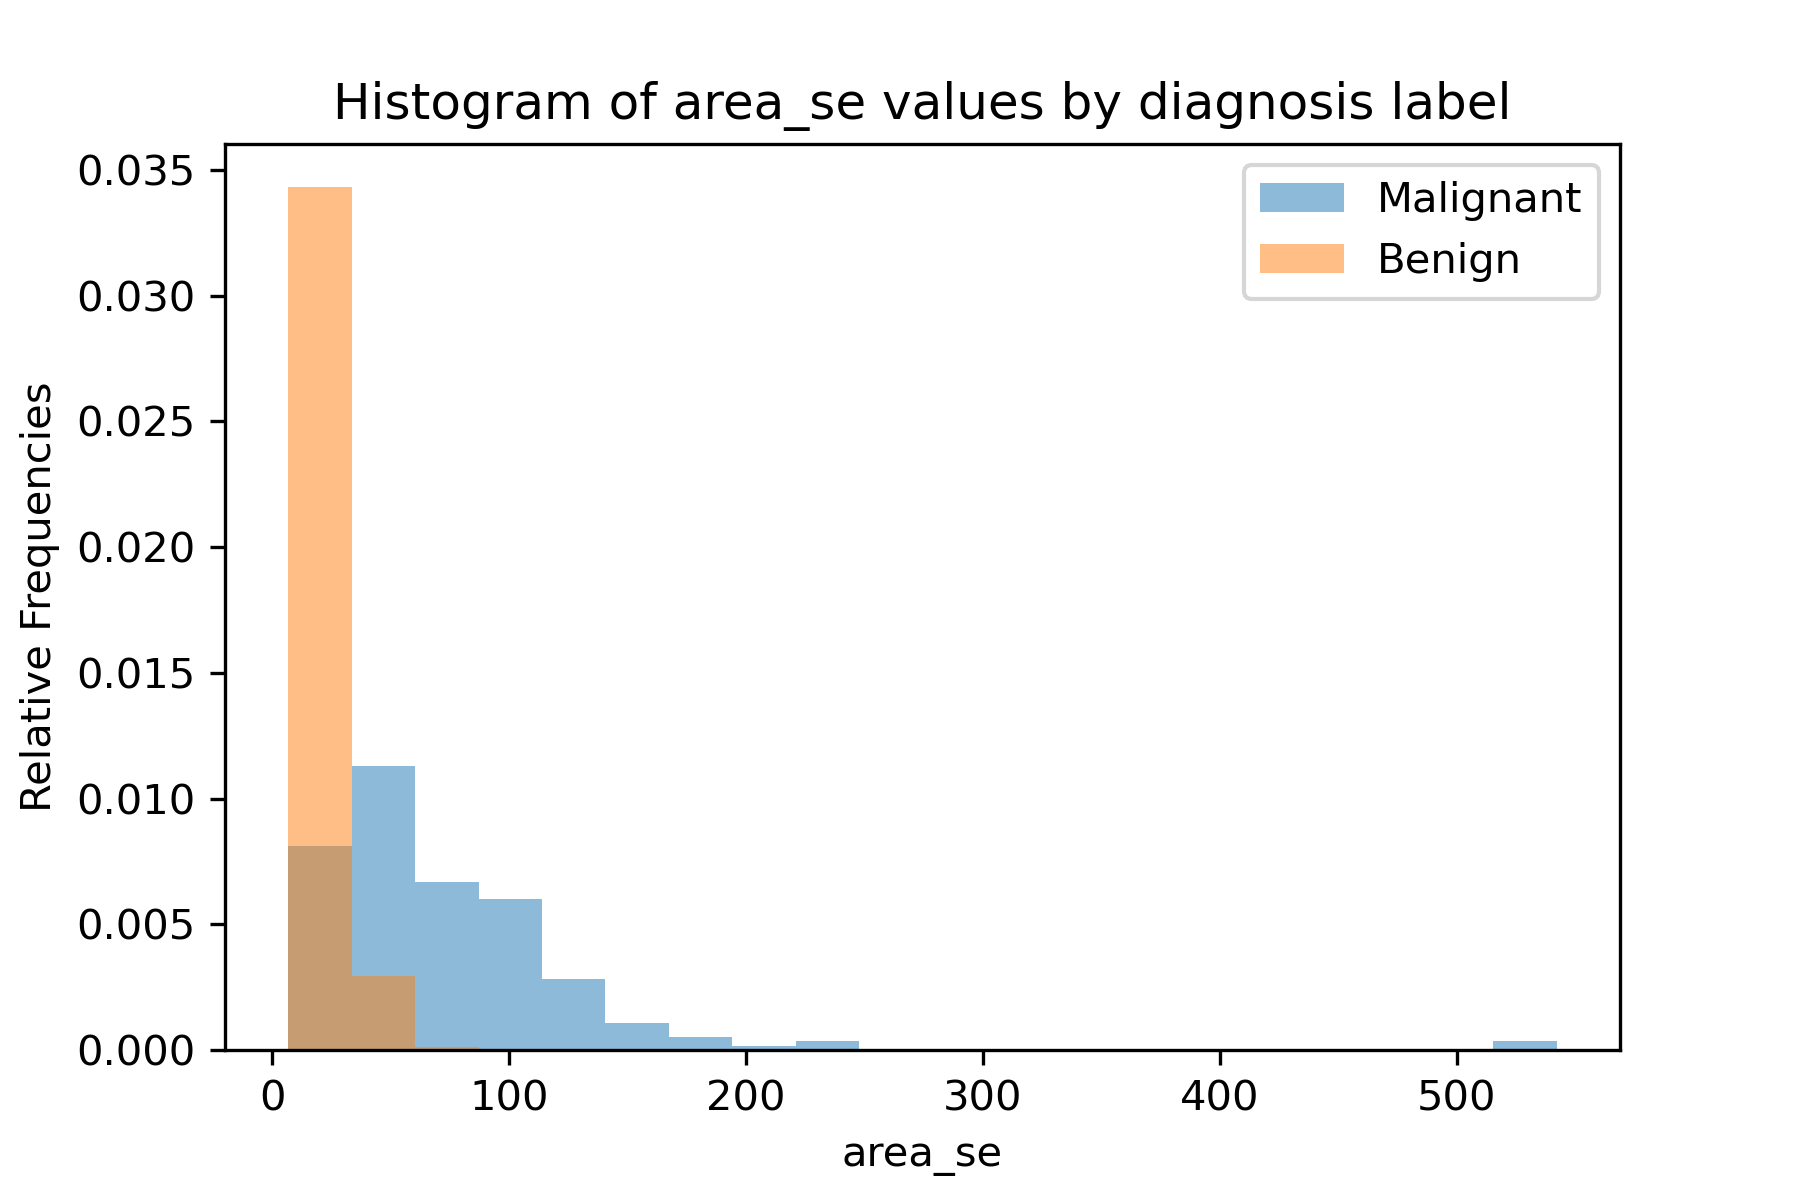 Histogram of area_se values by diagnosis label
Malignant
Benign
Relative Frequencies
0.035
0.030
0.025
0.020
0.015
0.010
0.005
0.000
0 100 200 300 400 500
area_se